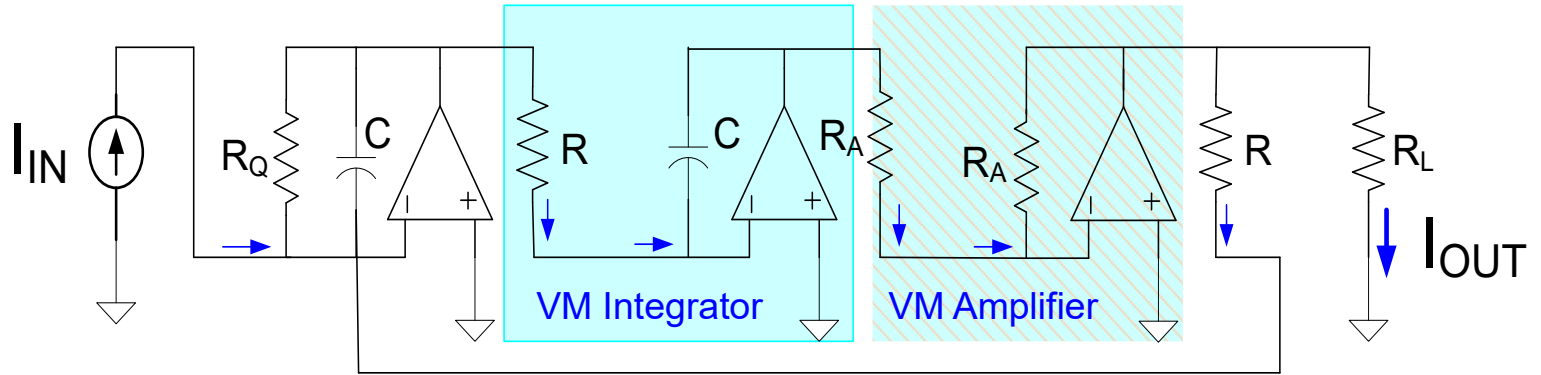 I_IN
R_Q
C
R
C
R_A
R_A
R
R_L
I_OUT
VM Integrator
VM Amplifier